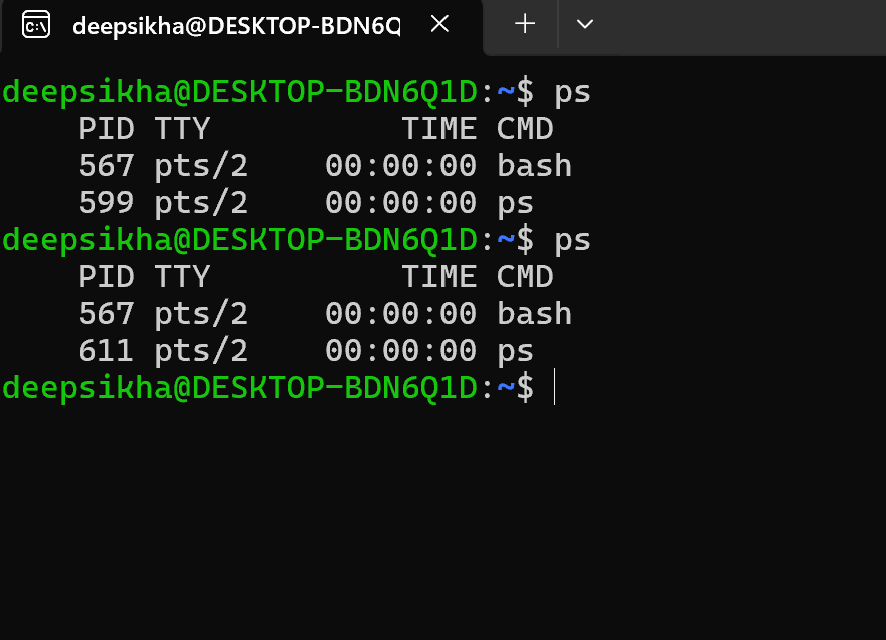 deepsikha@DESKTOP-BDN6Q
deepsikha@DESKTOP-BDN6Q1D:~$ ps
    PID TTY          TIME CMD
    567 pts/2    00:00:00 bash
    599 pts/2    00:00:00 ps
deepsikha@DESKTOP-BDN6Q1D:~$ ps
    PID TTY          TIME CMD
    567 pts/2    00:00:00 bash
    611 pts/2    00:00:00 ps
deepsikha@DESKTOP-BDN6Q1D:~$